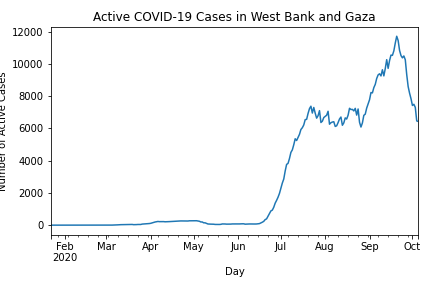 Active COVID-19 Cases in West Bank and Gaza
Number of Active Cases
12000
10000
8000
6000
4000
2000
0
Feb Mar Apr May Jun Jul Aug Sep Oct
2020
Day